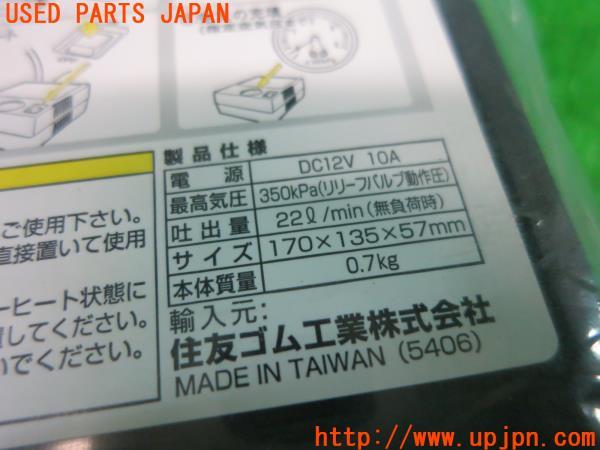 USED PARTS JAPAN
製品仕様
電源 DC12V 10A
最高気圧 350kPa(リリーフバルブ動作圧)
吐出量 22ℓ/min(無負荷時)
サイズ 170×135×57mm
本体質量 0.7kg
輸入元:
住友ゴム工業株式会社
MADE IN TAIWAN (5406)
ご使用下さい。
直接置いて使用
ーヒート状態に
してください。
いでください。
http://www.upjpn.com